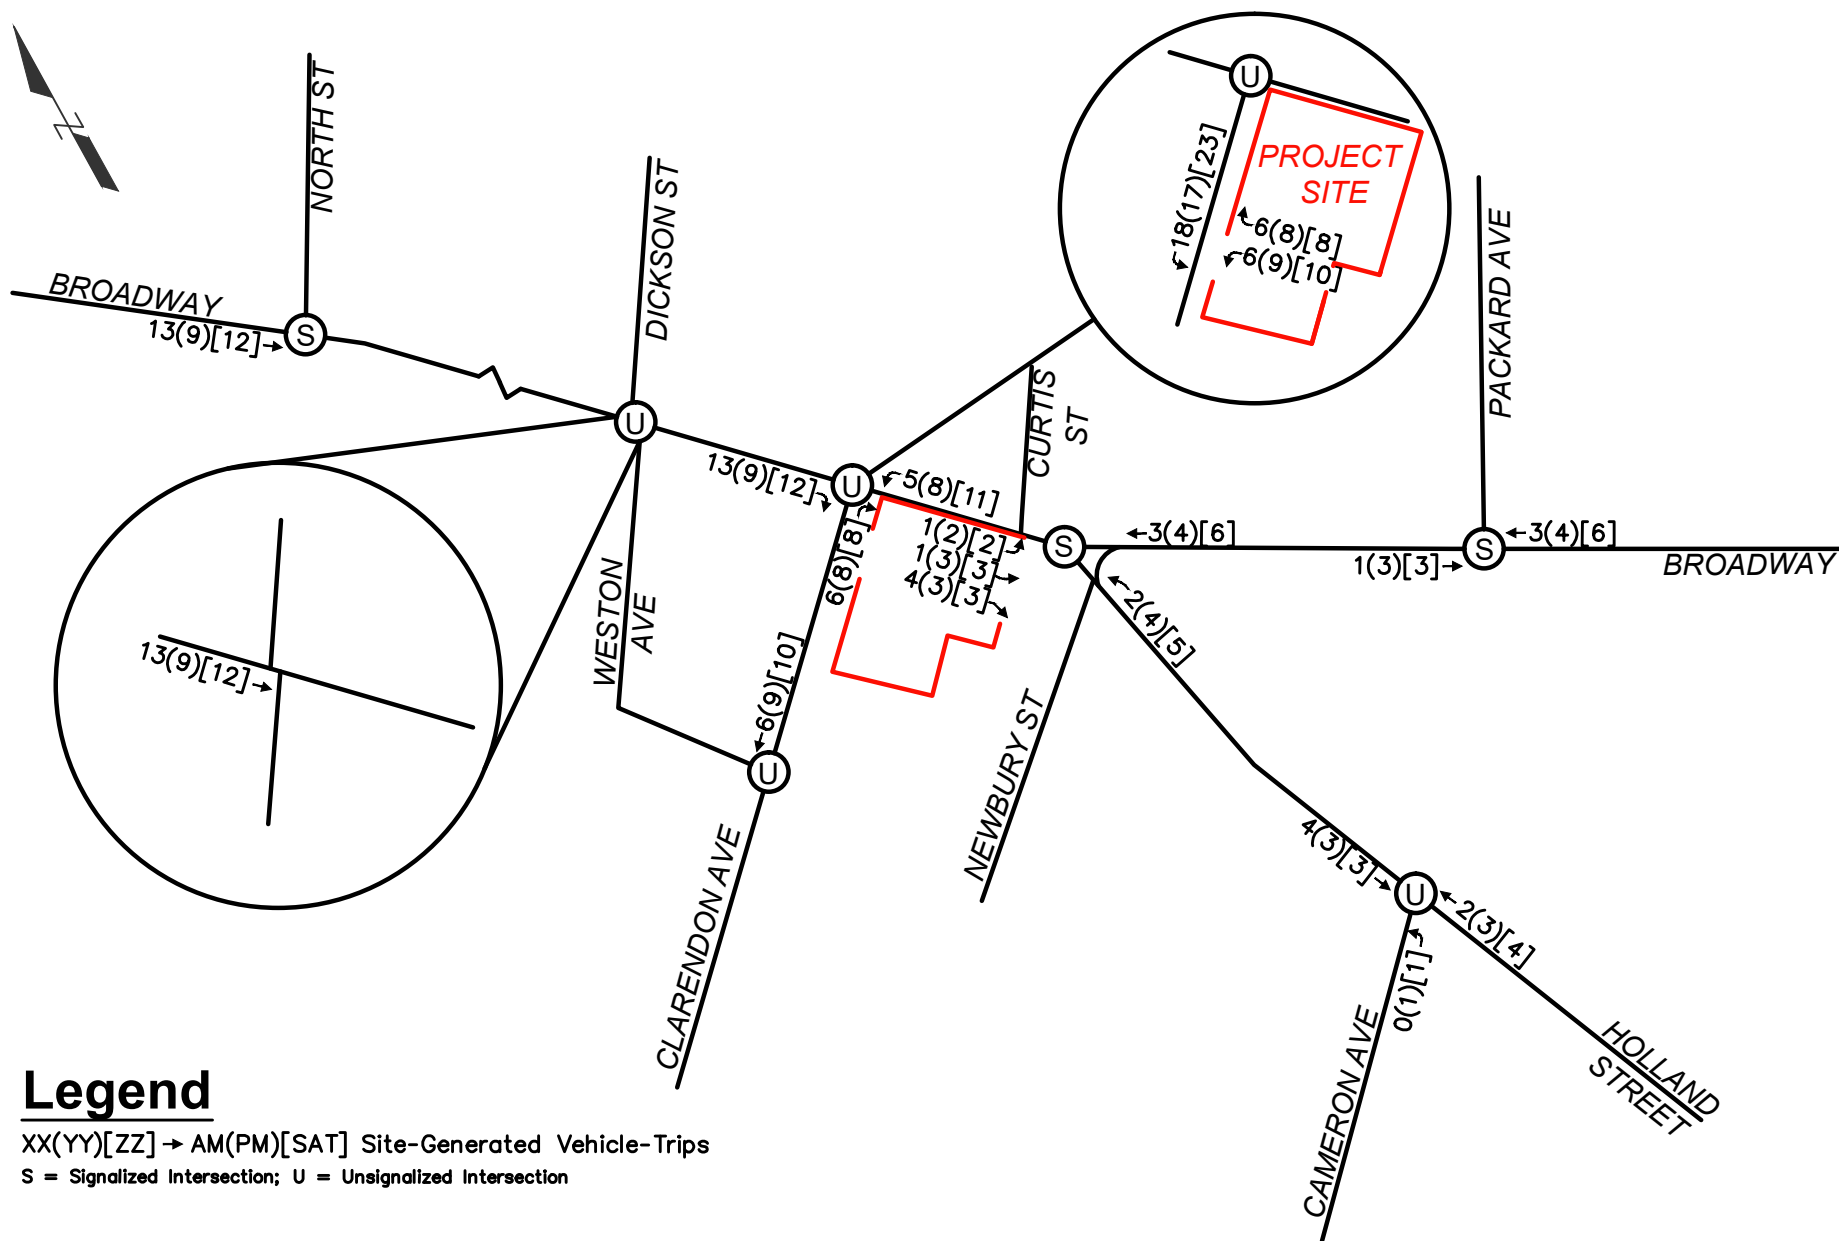 NORTH ST
BROADWAY
13(9)[12]
S
DICKSON ST
U
13(9)[12]
U
5(8)[11]
CURTIS
ST
U
PROJECT
SITE
18(17)[23]
6(8)[8]
6(9)[10]
PACKARD AVE
1(2)[2]
1(3)[3]
4(3)[3]
6(8)[8]
S
3(4)[6]
1(3)[3]
S
3(4)[6]
BROADWAY
2(4)[5]
WESTON
AVE
6(9)[10]
U
13(9)[12]
NEWBURY ST
CLARENDON AVE
4(3)[3]
U
2(3)[4]
0(1)[1]
CAMERON AVE
HOLLAND
STREET
N
Legend
XX(YY)[ZZ] → AM(PM)[SAT] Site-Generated Vehicle-Trips
S = Signalized Intersection; U = Unsignalized Intersection